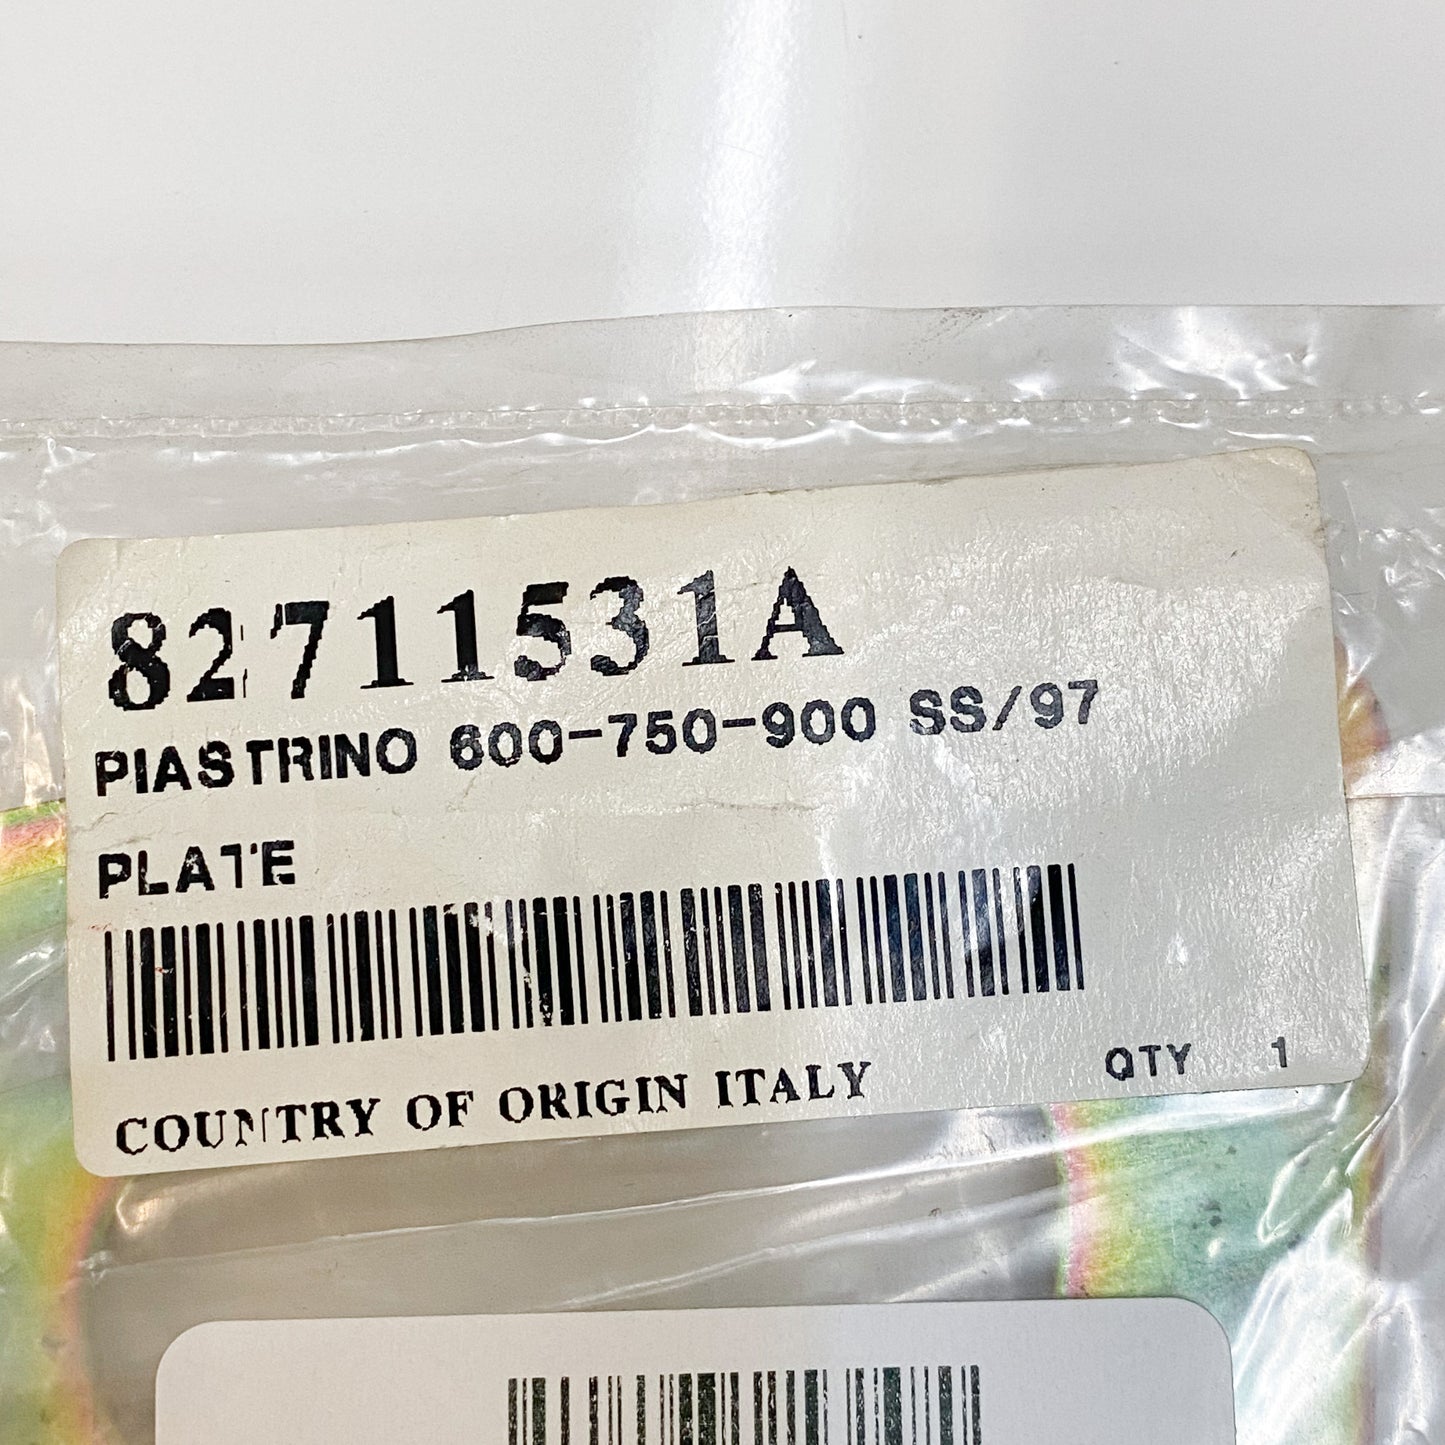 82711531A
PIASTRINO 600-750-900 SS/97
PLATE
COUNTRY OF ORIGIN ITALY
QTY 1